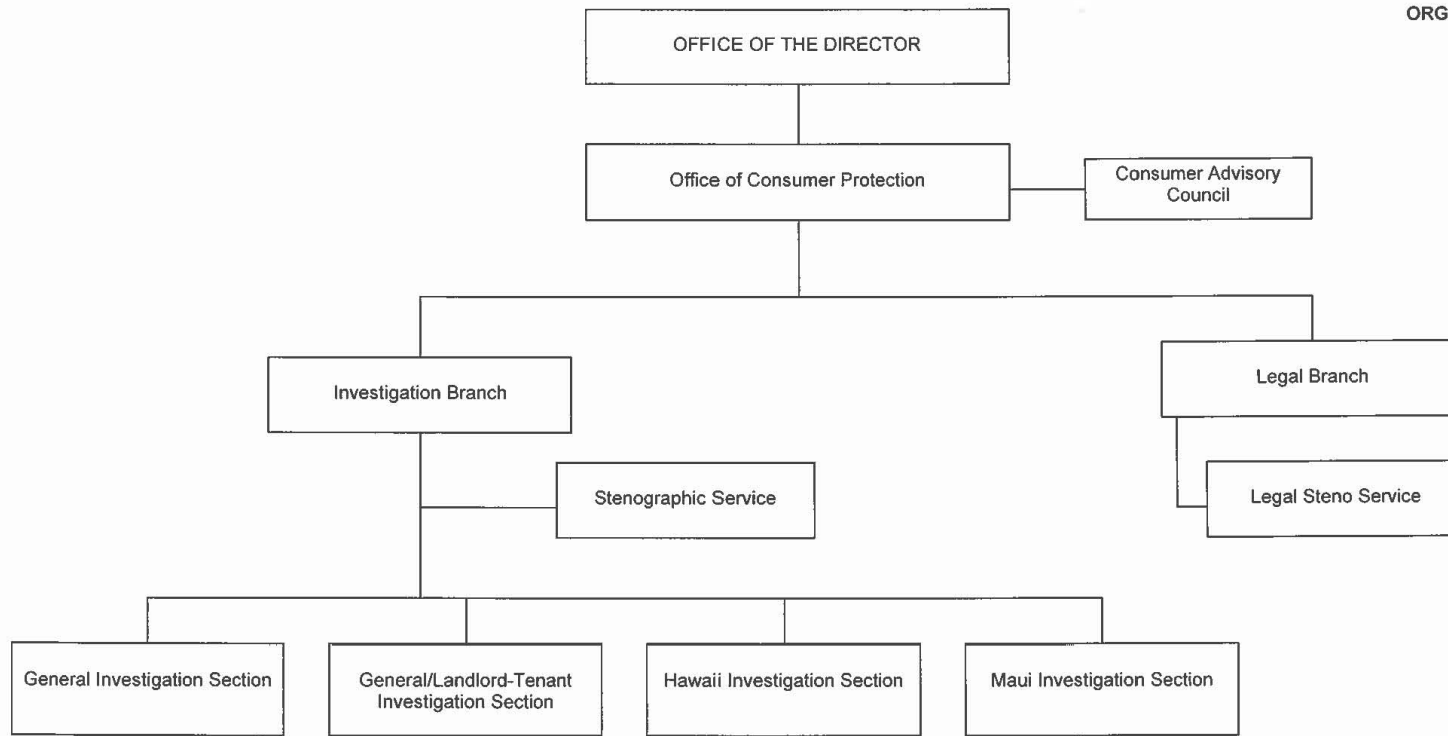 ORG
OFFICE OF THE DIRECTOR
Office of Consumer Protection
Consumer Advisory
Council
Investigation Branch
Legal Branch
Stenographic Service
Legal Steno Service
General Investigation Section
General/Landlord-Tenant
Investigation Section
Hawaii Investigation Section
Maui Investigation Section